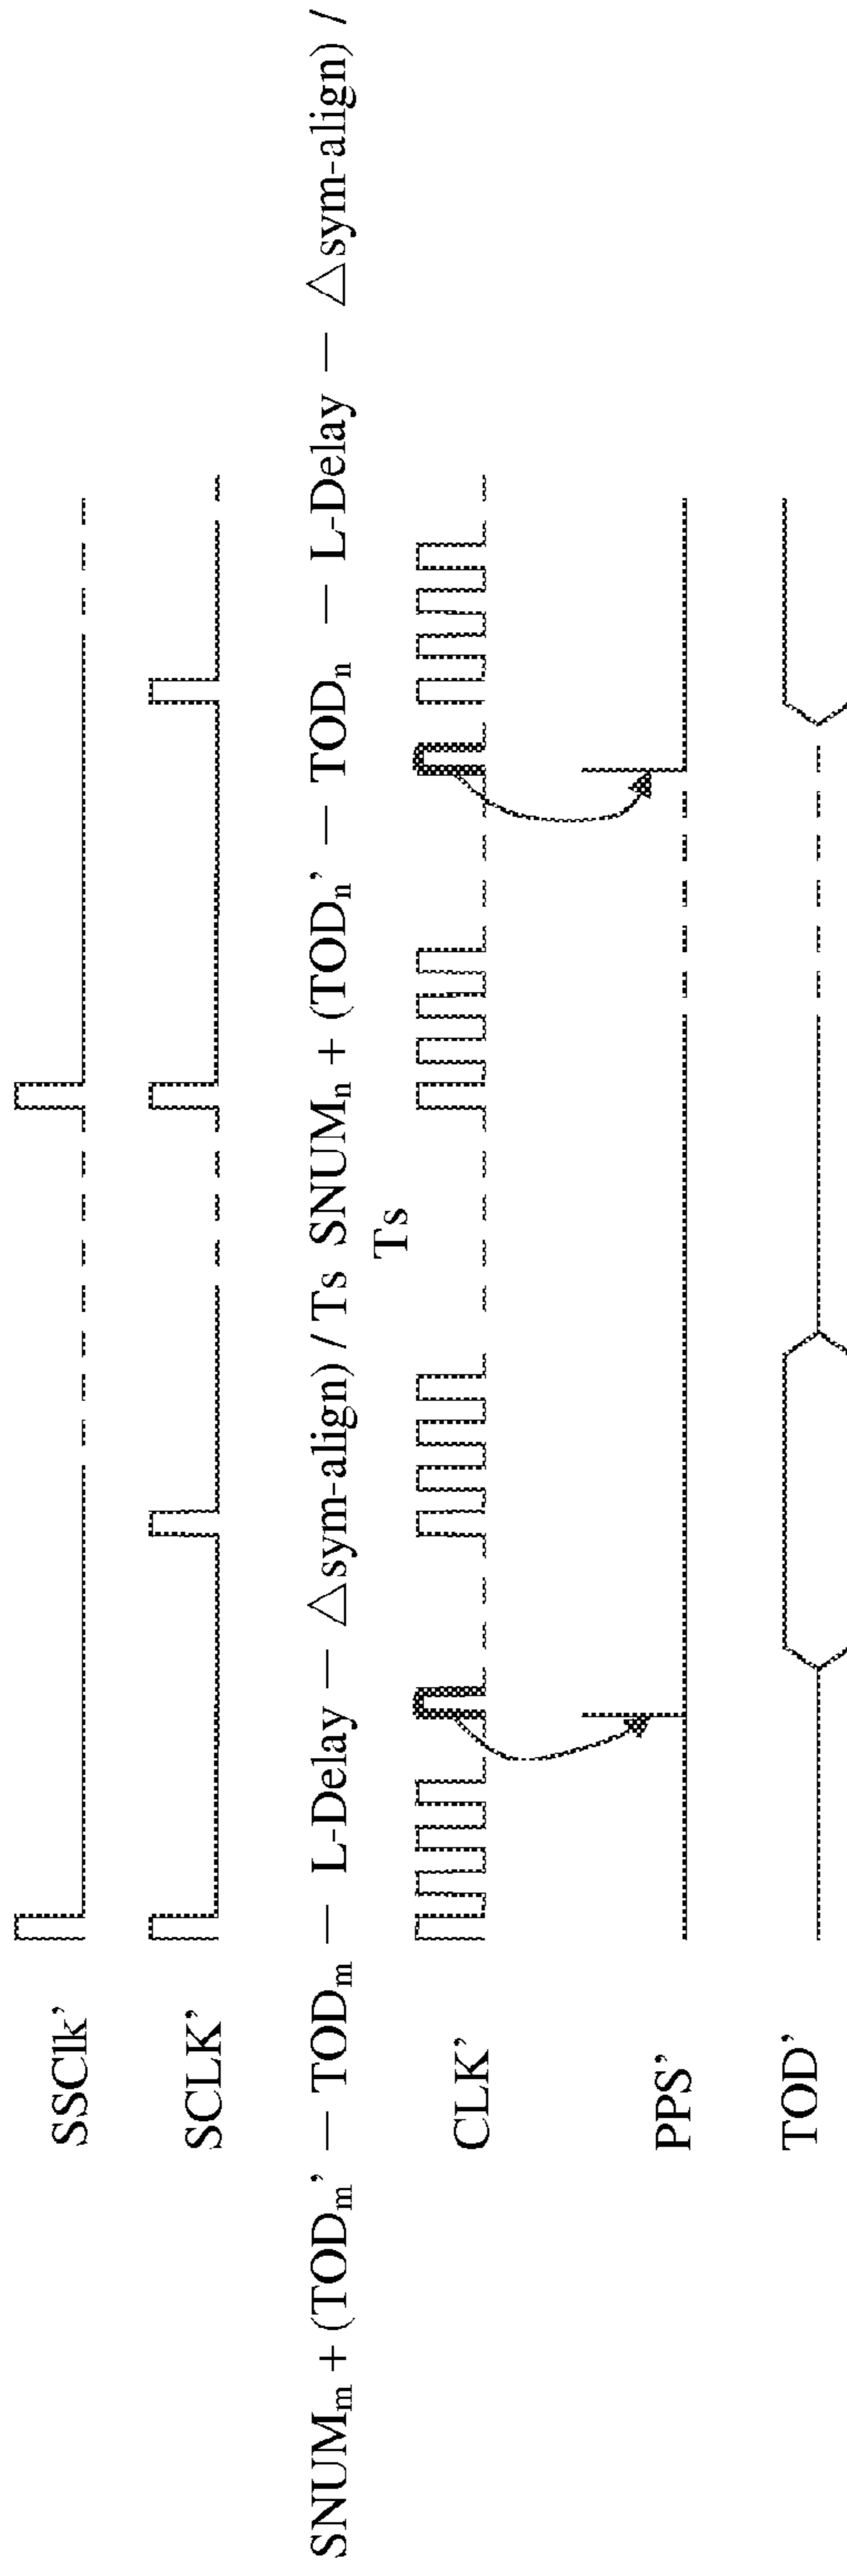 SSClk’
SCLK’
SNUMₘ + (TODₘ’ — TODₘ — L-Delay — △sym-align) / Ts SNUMₙ + (TODₙ’ — TODₙ — L-Delay — △sym-align) /
Ts
CLK’
PPS’
TOD’